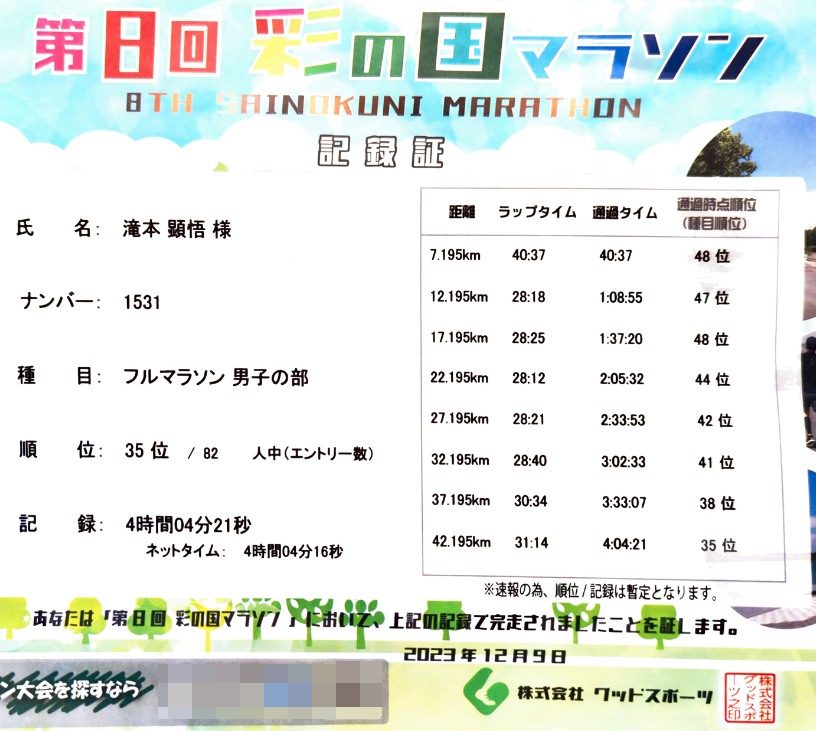 第8回 彩の国マラソン
8TH SAINOKUNI MARATHON
記録証
氏 名: 滝本 顕悟 様
ナンバー: 1531
種 目: フルマラソン 男子の部
順 位: 35 位 / 82 人中(エントリー数)
記 録: 4時間04分21秒
ネットタイム: 4時間04分16秒
距離 ラップタイム 通過タイム 通過時点順位
(種目順位)
7.195km 40:37 40:37 48 位
12.195km 28:18 1:08:55 47 位
17.195km 28:25 1:37:20 48 位
22.195km 28:12 2:05:32 44 位
27.195km 28:21 2:33:53 42 位
32.195km 28:40 3:02:33 41 位
37.195km 30:34 3:33:07 38 位
42.195km 31:14 4:04:21 35 位
※速報の為、順位/記録は暫定となります。
あなたは「第8回 彩の国マラソン」において、上記の記録で完走されましたことを証します。
2023年12月9日
ン大会を探すなら
株式会社 グッドスポーツ
株式会社
グッドスポ
ーツ之印